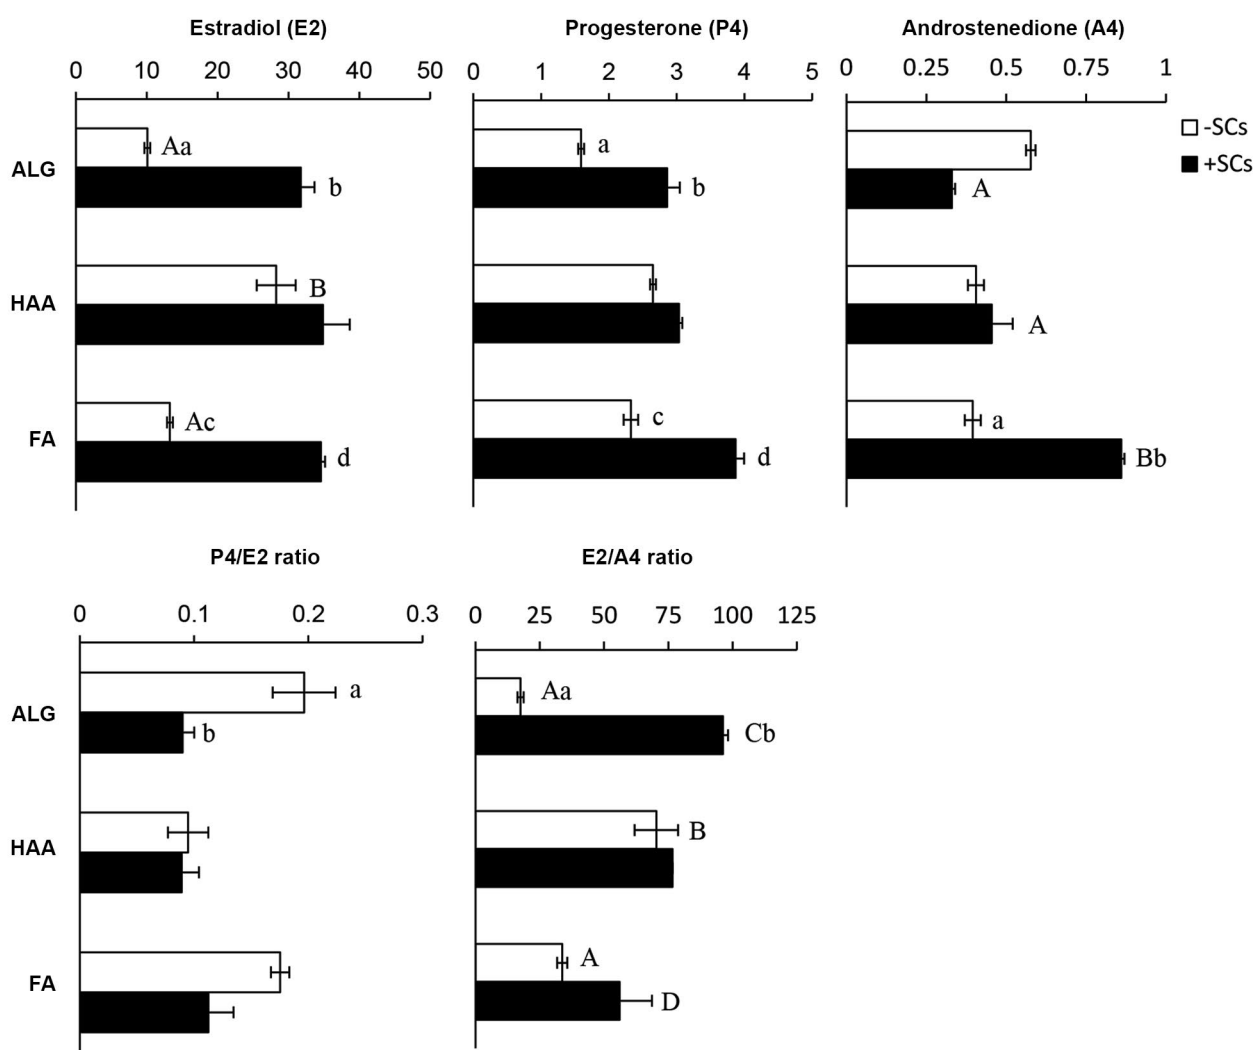 Estradiol (E2)
0 10 20 30 40 50
ALG
Aa
b
HAA
B
FA
Ac
d
Progesterone (P4)
0 1 2 3 4 5
a
b
c
d
Androstenedione (A4)
0 0.25 0.5 0.75 1
A
A
a
Bb
-SCs
+SCs
P4/E2 ratio
0 0.1 0.2 0.3
ALG
a
b
HAA
FA
E2/A4 ratio
0 25 50 75 100 125
Aa
Cb
B
A
D